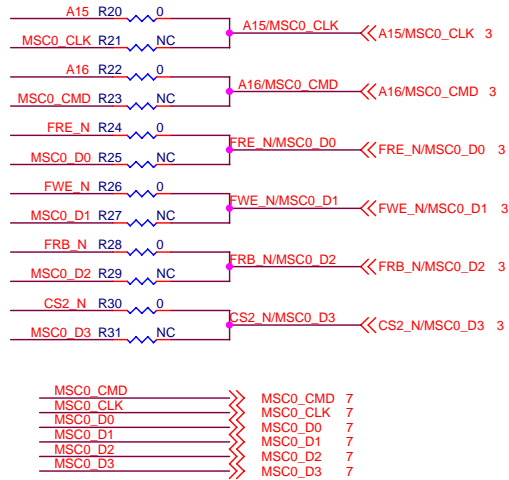 A15 R20 0
A15/MSC0_CLK A15/MSC0_CLK 3
MSC0_CLK R21 NC
A16 R22 0
A16/MSC0_CMD A16/MSC0_CMD 3
MSC0_CMD R23 NC
FRE_N R24 0
FRE_N/MSC0_D0 FRE_N/MSC0_D0 3
MSC0_D0 R25 NC
FWE_N R26 0
FWE_N/MSC0_D1 FWE_N/MSC0_D1 3
MSC0_D1 R27 NC
FRB_N R28 0
FRB_N/MSC0_D2 FRB_N/MSC0_D2 3
MSC0_D2 R29 NC
CS2_N R30 0
CS2_N/MSC0_D3 CS2_N/MSC0_D3 3
MSC0_D3 R31 NC
MSC0_CMD MSC0_CMD 7
MSC0_CLK MSC0_CLK 7
MSC0_D0 MSC0_D0 7
MSC0_D1 MSC0_D1 7
MSC0_D2 MSC0_D2 7
MSC0_D3 MSC0_D3 7